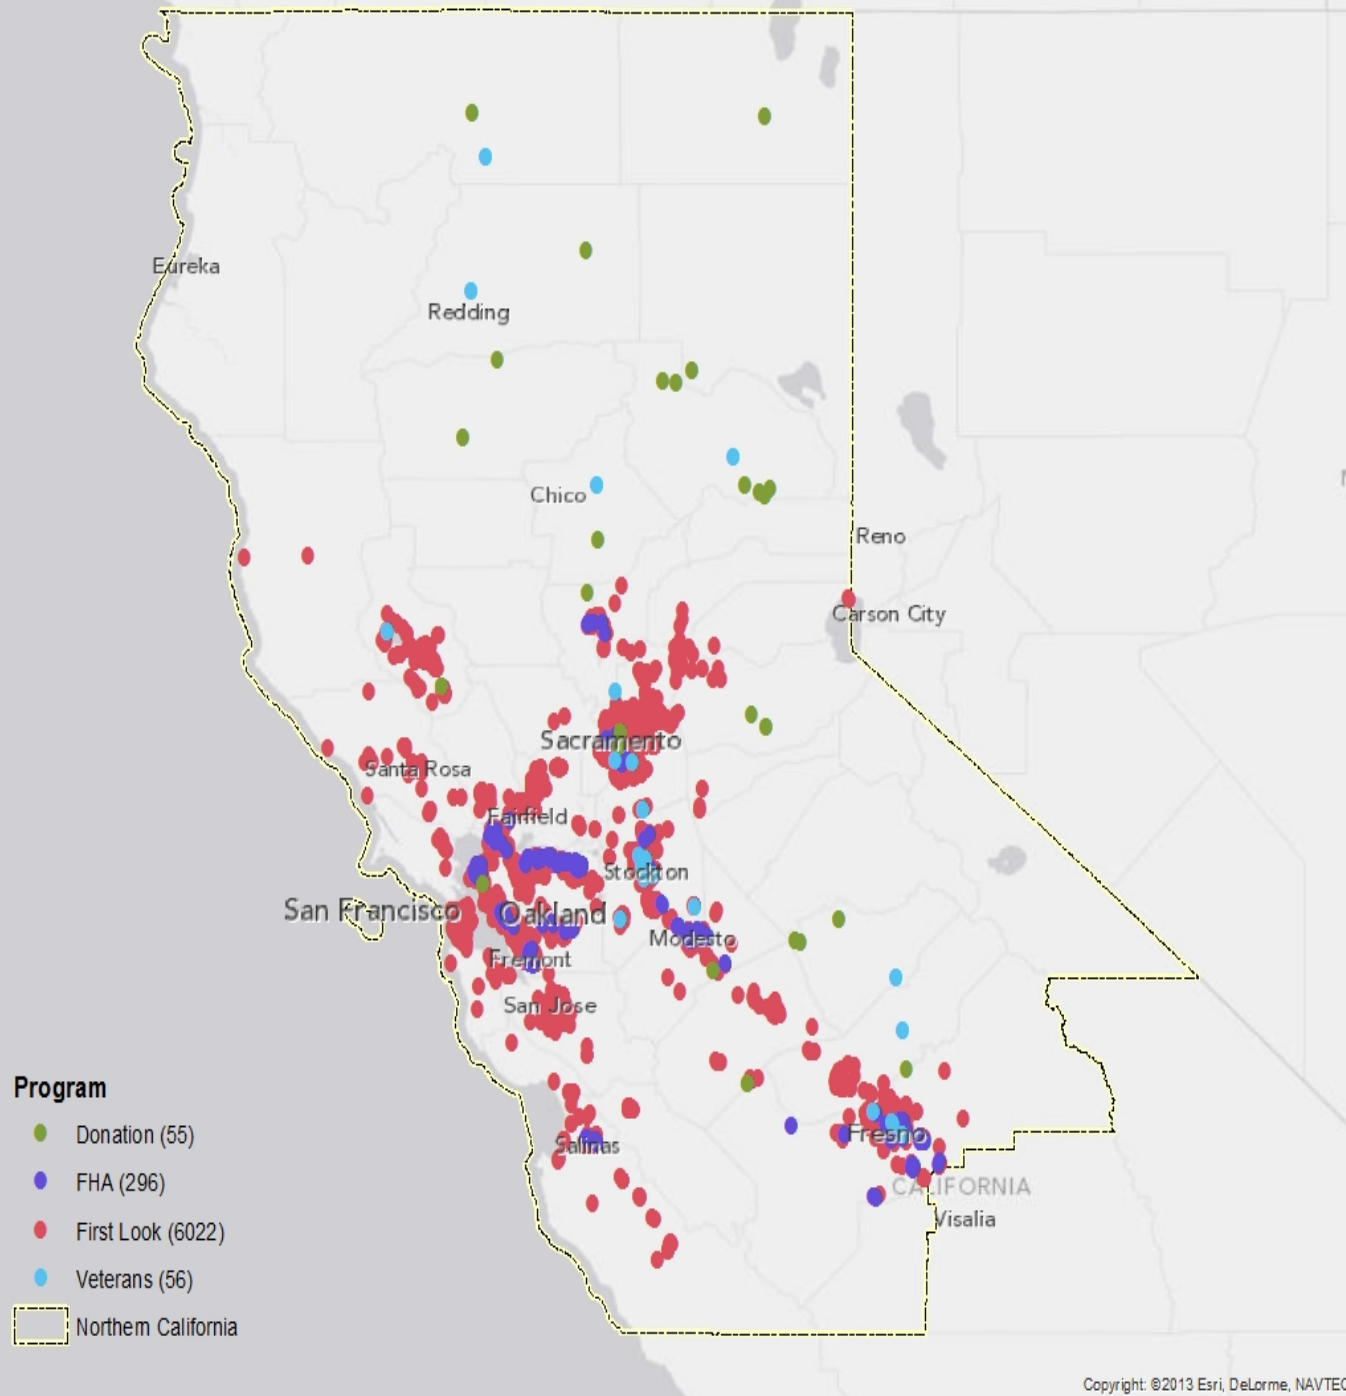 Eureka
Redding
Chico
Reno
Carson City
Sacramento
Santa Rosa
Fairfield
Stockton
San Francisco
Oakland
Modesto
Fremont
San Jose
Salinas
Fresno
CALIFORNIA
Visalia
Program
Donation (55)
FHA (296)
First Look (6022)
Veterans (56)
Northern California
Copyright: ©2013 Esri, DeLorme, NAVTEC